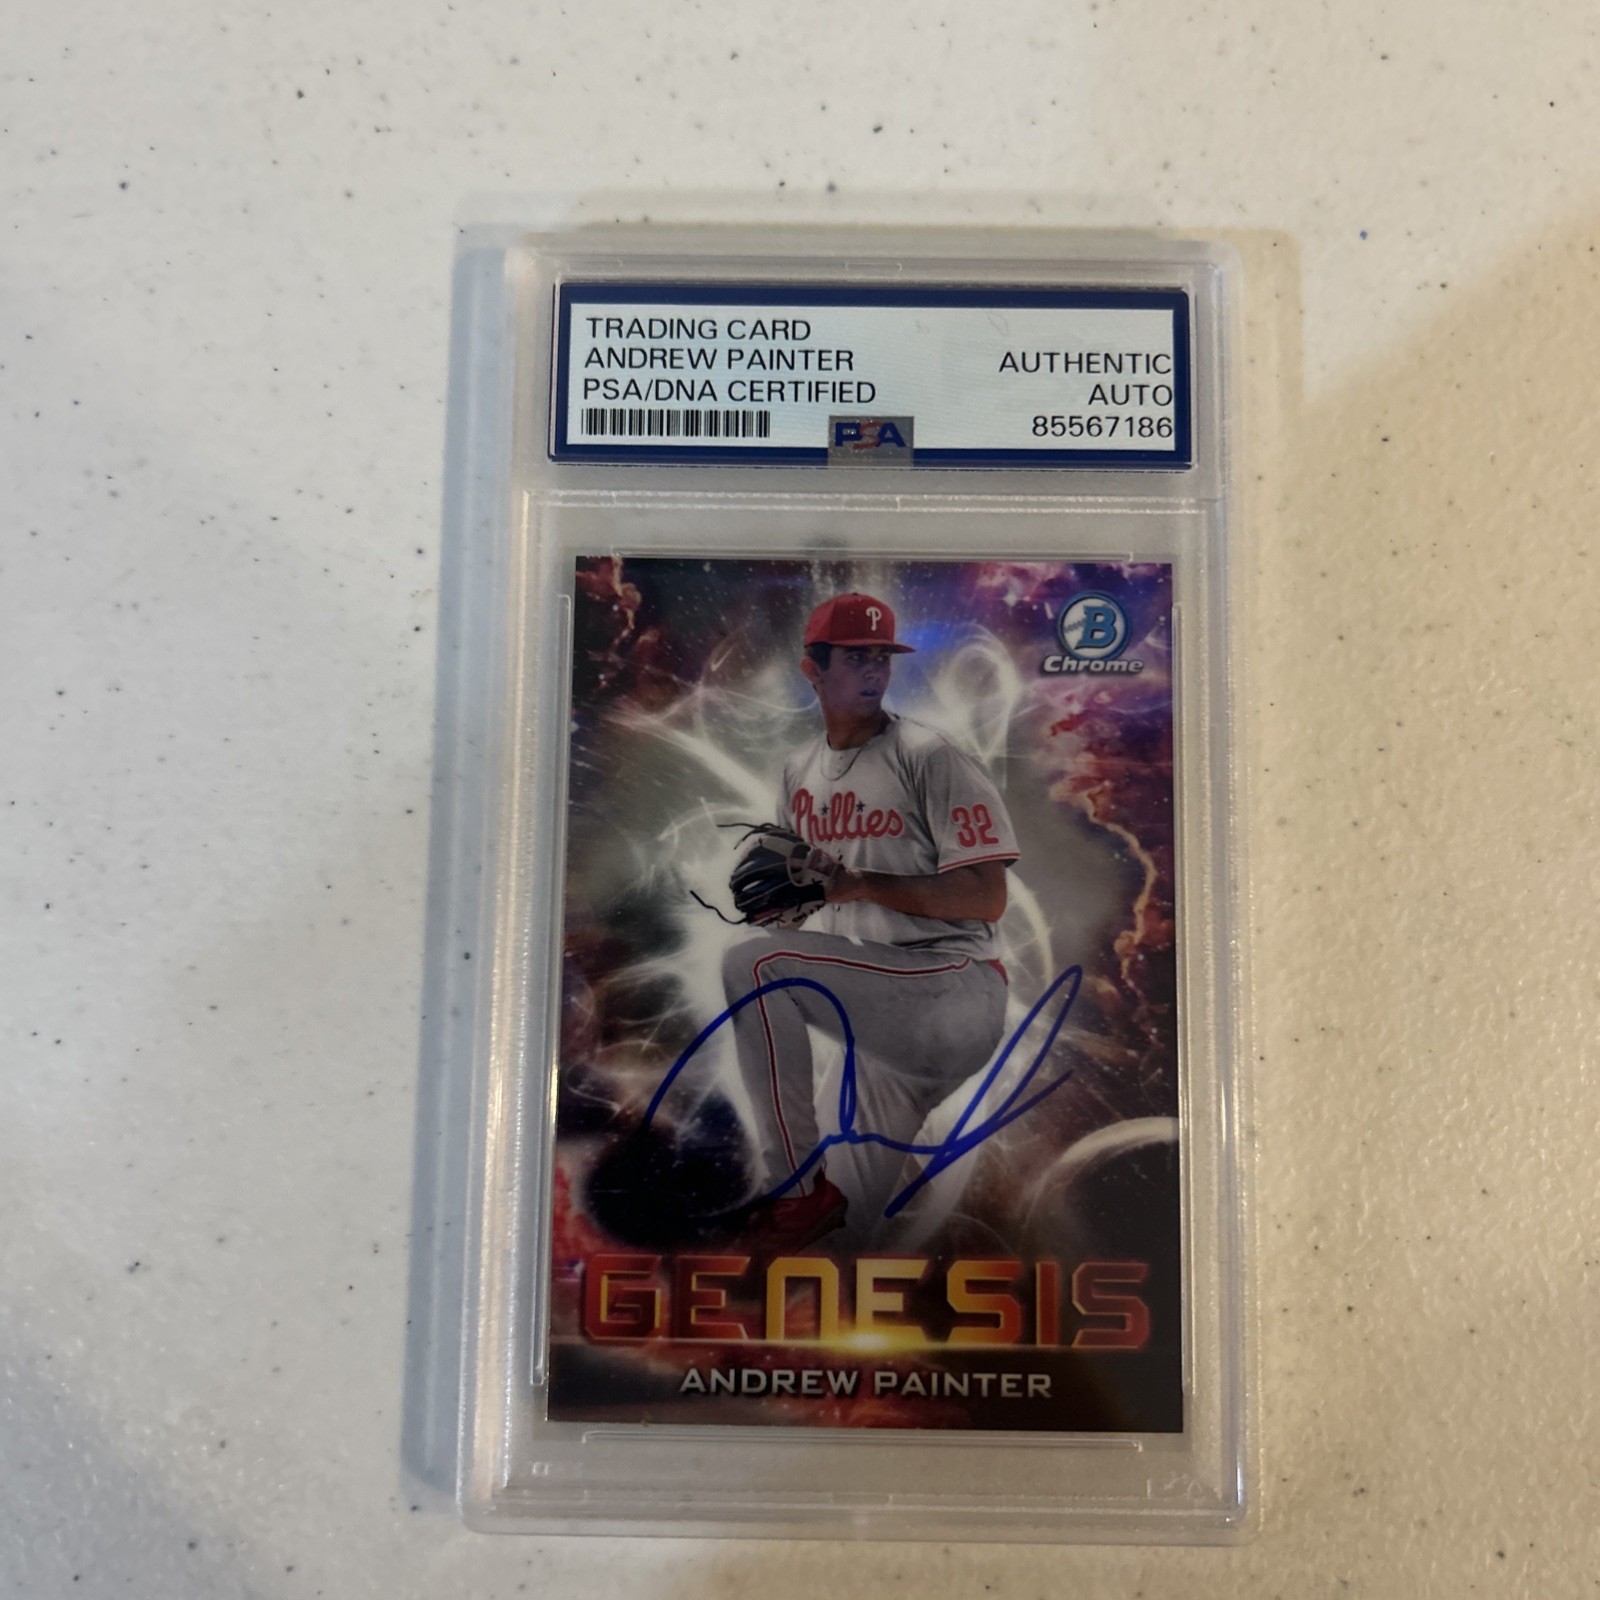 TRADING CARD
ANDREW PAINTER
PSA/DNA CERTIFIED
AUTHENTIC
AUTO
85567186
PSA
P
B
Chrome
Phillies
32
GENESIS
ANDREW PAINTER